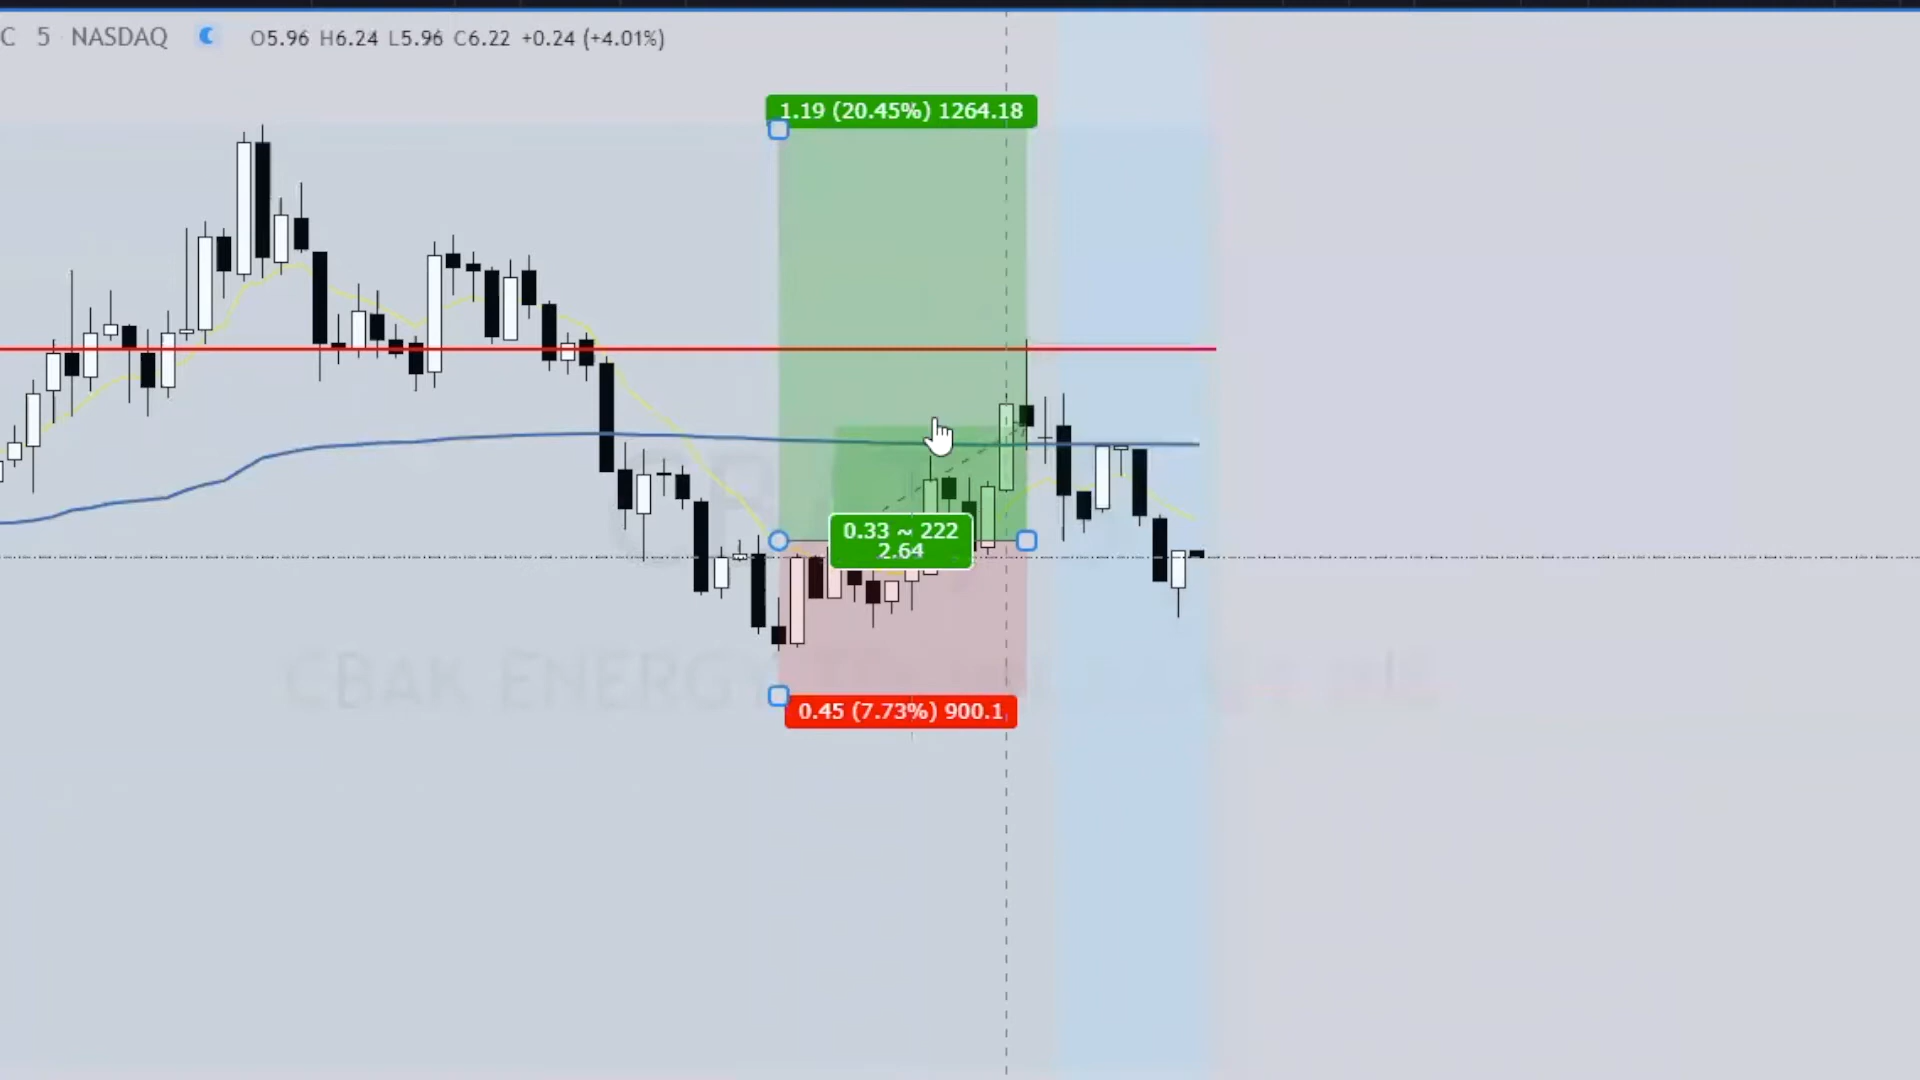 C 5 NASDAQ O5.96 H6.24 L5.96 C6.22 +0.24 (+4.01%)
1.19 (20.45%) 1264.18
0.33 ~ 222
2.64
CBAK ENERGY
0.45 (7.73%) 900.1